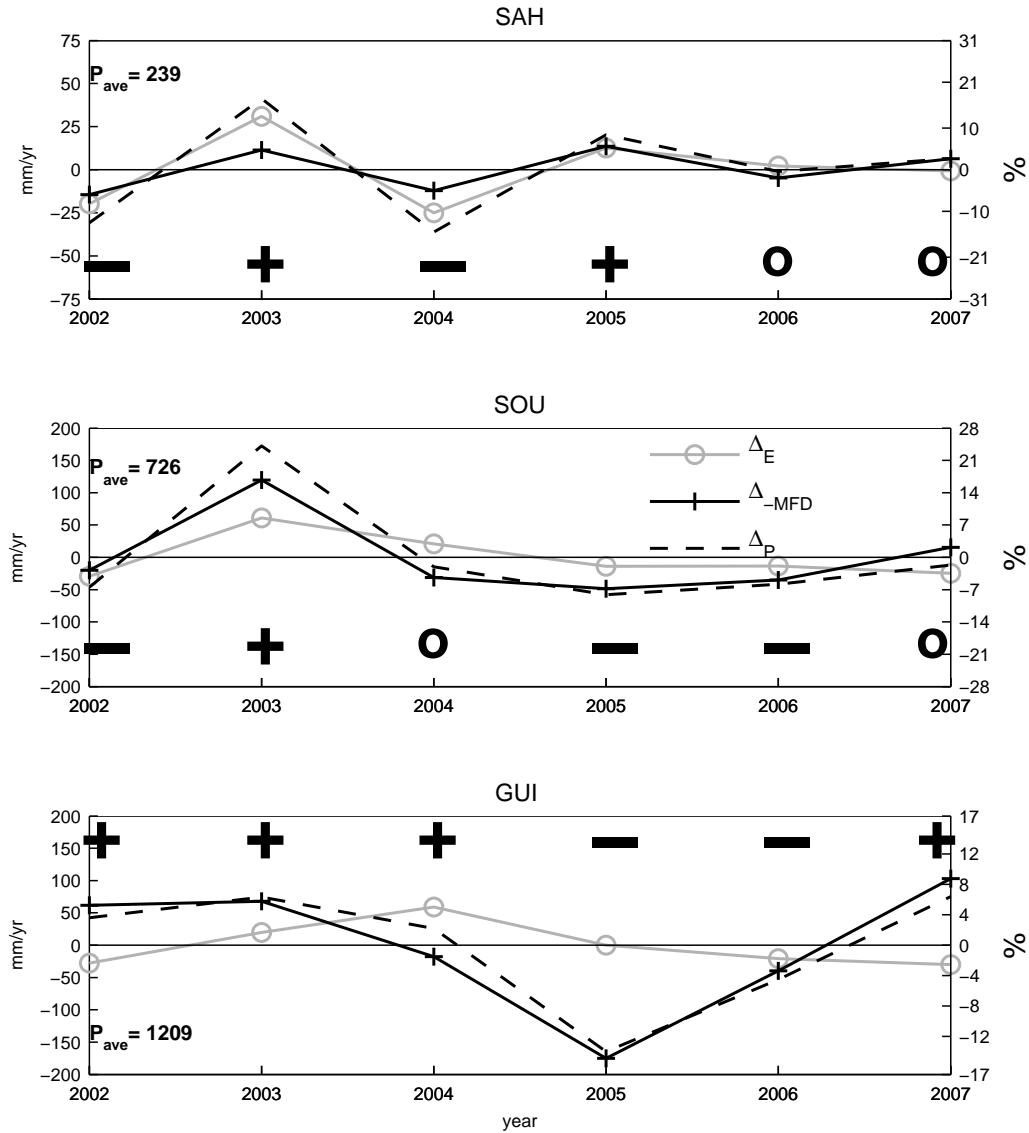 SAH
P_ave = 239
mm/yr
75
50
25
0
−25
−50
−75
31
21
10
0
−10
−21
−31
%
− + − + o o
2002 2003 2004 2005 2006 2007
SOU
P_ave = 726
mm/yr
200
150
100
50
0
−50
−100
−150
−200
28
21
14
7
0
−7
−14
−21
−28
%
Δ_E
Δ_−MFD
Δ_P
− + o − − o
2002 2003 2004 2005 2006 2007
GUI
+ + + − − +
mm/yr
200
150
100
50
0
−50
−100
−150
−200
17
12
8
4
0
−4
−8
−12
−17
%
P_ave = 1209
2002 2003 2004 2005 2006 2007
year